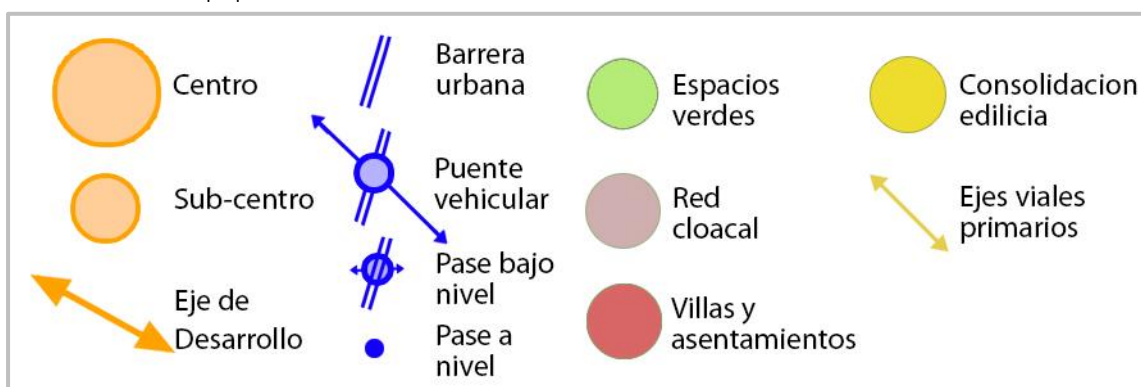 Centro
Sub-centro
Eje de
Desarrollo
Barrera
urbana
Puente
vehicular
Pase bajo
nivel
Pase a
nivel
Espacios
verdes
Red
cloacal
Villas y
asentamientos
Consolidacion
edilicia
Ejes viales
primarios